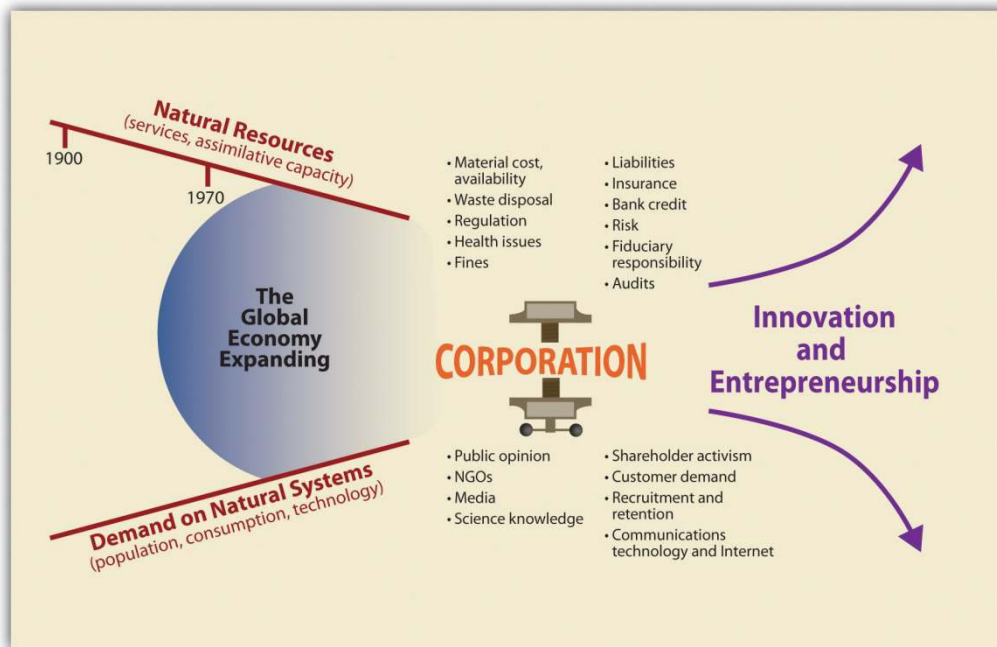 Natural Resources
(services, assimilative capacity)
1900
1970
The
Global
Economy
Expanding
Demand on Natural Systems
(population, consumption, technology)
• Material cost,
availability
• Waste disposal
• Regulation
• Health issues
• Fines
• Liabilities
• Insurance
• Bank credit
• Risk
• Fiduciary
responsibility
• Audits
CORPORATION
• Public opinion
• NGOs
• Media
• Science knowledge
• Shareholder activism
• Customer demand
• Recruitment and
retention
• Communications
technology and Internet
Innovation
and
Entrepreneurship